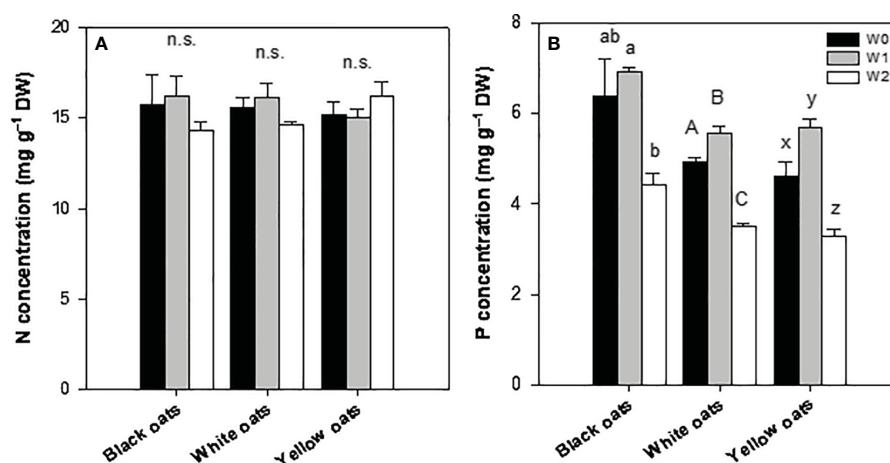 A
n.s.
n.s.
n.s.
20
15
10
5
0
N concentration (mg g⁻¹ DW)
Black oats
White oats
Yellow oats
B
ab
a
b
A
B
C
x
y
z
W0
W1
W2
8
6
4
2
0
P concentration (mg g⁻¹ DW)
Black oats
White oats
Yellow oats